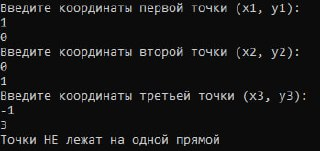 Введите координаты первой точки (x1, y1):
1
0
Введите координаты второй точки (x2, y2):
0
1
Введите координаты третьей точки (x3, y3):
-1
3
Точки НЕ лежат на одной прямой